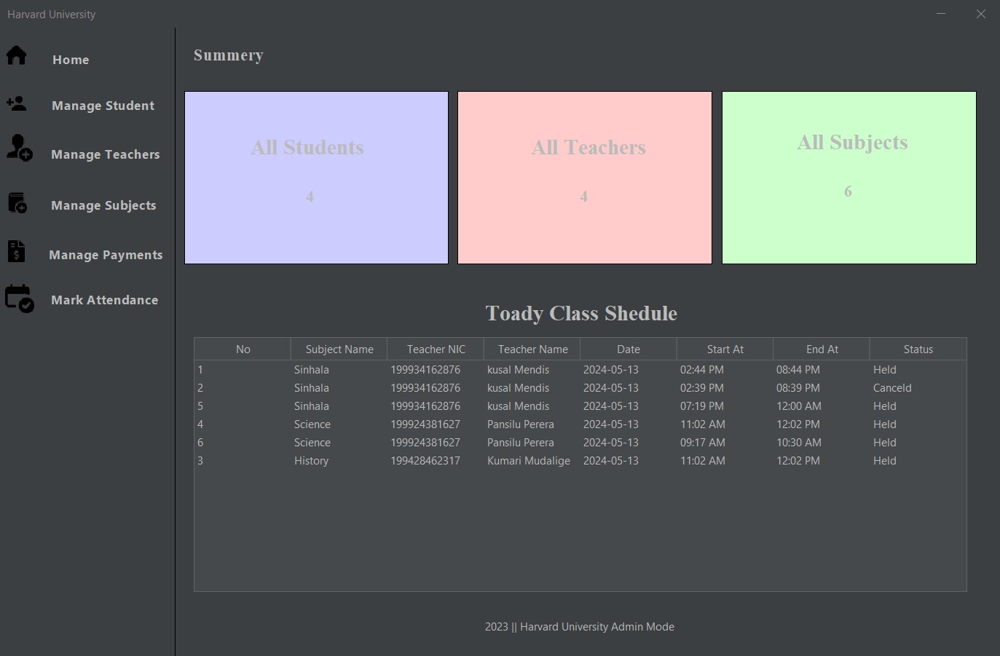 Harvard University
Home
Manage Student
Manage Teachers
Manage Subjects
Manage Payments
Mark Attendance
Summery
All Students
4
All Teachers
4
All Subjects
6
Toady Class Shedule
No Subject Name Teacher NIC Teacher Name Date Start At End At Status
1 Sinhala 199934162876 kusal Mendis 2024-05-13 02:44 PM 08:44 PM Held
2 Sinhala 199934162876 kusal Mendis 2024-05-13 02:39 PM 08:39 PM Canceld
5 Sinhala 199934162876 kusal Mendis 2024-05-13 07:19 PM 12:00 AM Held
4 Science 199924381627 Pansilu Perera 2024-05-13 11:02 AM 12:02 PM Held
6 Science 199924381627 Pansilu Perera 2024-05-13 09:17 AM 10:30 AM Held
3 History 199428462317 Kumari Mudalige 2024-05-13 11:02 AM 12:02 PM Held
2023 || Harvard University Admin Mode